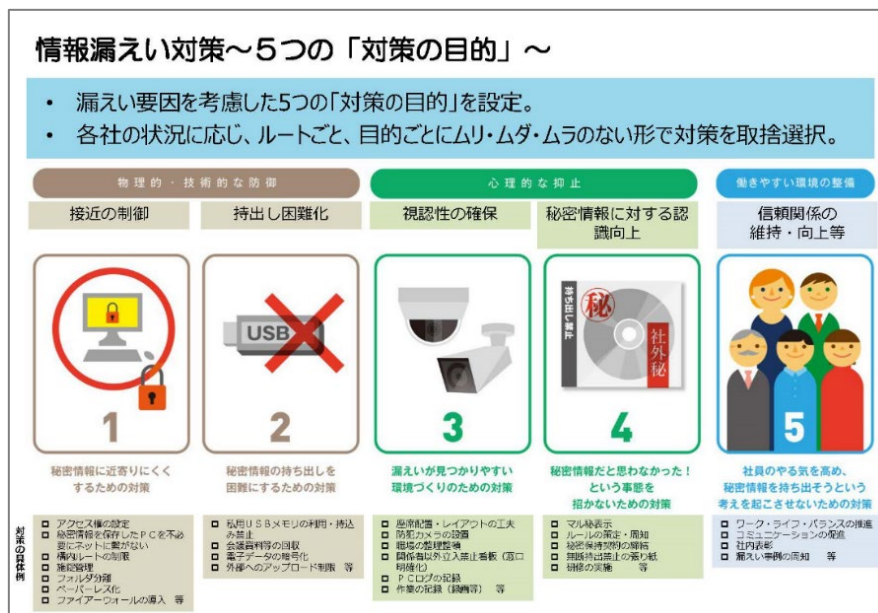 情報漏えい対策～５つの「対策の目的」～
• 漏えい要因を考慮した5つの「対策の目的」を設定。
• 各社の状況に応じ、ルートごと、目的ごとにムリ・ムダ・ムラのない形で対策を取捨選択。
物理的・技術的な防御
心理的な抑止
働きやすい環境の整備
接近の制御
持出し困難化
視認性の確保
秘密情報に対する認
識向上
信頼関係の
維持・向上等
USB
持ち出し禁止
秘
社外秘
1
2
3
4
5
秘密情報に近寄りにくく
するための対策
秘密情報の持ち出しを
困難にするための対策
漏えいが見つかりやすい
環境づくりのための対策
秘密情報だと思わなかった！
という事態を
招かないための対策
社員のやる気を高め、
秘密情報を持ち出そうという
考えを起こさせないための対策
対策の具体例
アクセス権の設定
秘密情報を保存したＰＣを不必
要にネットに繋がない
構内ルートの制限
施錠管理
フォルダ分離
ペーパーレス化
ファイアーウォールの導入 等
私用ＵＳＢメモリの利用・持込
み禁止
会議資料等の回収
電子データの暗号化
外部へのアップロード制限 等
座席配置・レイアウトの工夫
防犯カメラの設置
職場の整理整頓
関係者以外立入禁止看板（窓口
明確化）
ＰＣログの記録
作業の記録（録画等） 等
マル秘表示
ルールの策定・周知
秘密保持契約の締結
無断持出禁止の張り紙
研修の実施 等
ワーク・ライフ・バランスの推進
コミュニケーションの促進
社内表彰
漏えい事例の周知 等